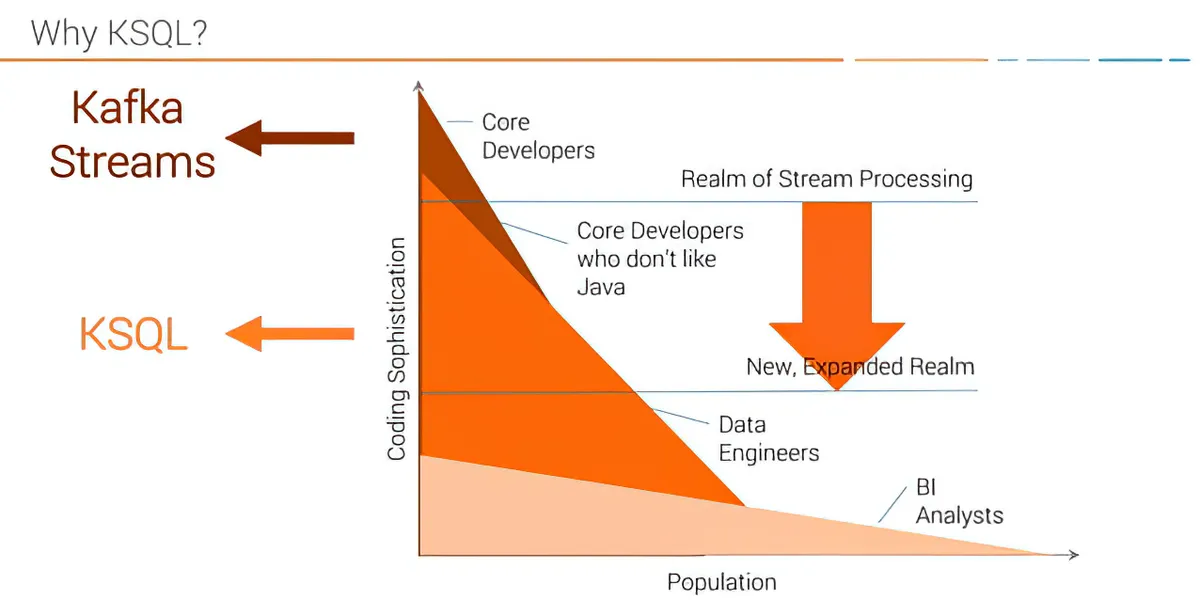 Why KSQL?
Kafka
Streams
KSQL
Coding Sophistication
Core
Developers
Realm of Stream Processing
Core Developers
who don't like
Java
New, Expanded Realm
Data
Engineers
BI
Analysts
Population